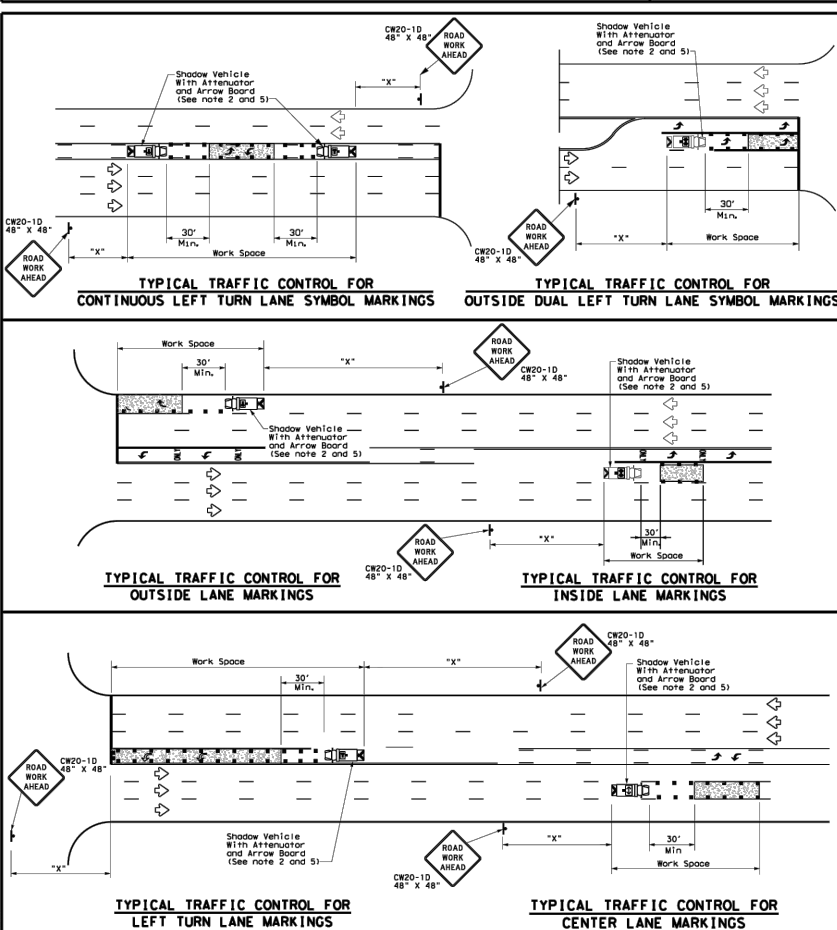 CW20-1D
48" X 48"
ROAD
WORK
AHEAD
Shadow Vehicle
With Attenuator
and Arrow Board
(See note 2 and 5)
"X"
CW20-1D
48" X 48"
ROAD
WORK
AHEAD
"X"
30'
Min.
30'
Min.
Work Space
TYPICAL TRAFFIC CONTROL FOR
CONTINUOUS LEFT TURN LANE SYMBOL MARKINGS
Shadow Vehicle
With Attenuator
and Arrow Board
(See note 2 and 5)
CW20-1D
48" X 48"
ROAD
WORK
AHEAD
"X"
30'
Min.
Work Space
TYPICAL TRAFFIC CONTROL FOR
OUTSIDE DUAL LEFT TURN LANE SYMBOL MARKINGS
Work Space
30'
Min.
"X"
ROAD
WORK
AHEAD
CW20-1D
48" X 48"
Shadow Vehicle
With Attenuator
and Arrow Board
(See note 2 and 5)
ONLY
ONLY
CW20-1D
48" X 48"
ROAD
WORK
AHEAD
TYPICAL TRAFFIC CONTROL FOR
OUTSIDE LANE MARKINGS
Shadow Vehicle
With Attenuator
and Arrow Board
(See note 2 and 5)
ONLY
ONLY
"X"
30'
Min.
Work Space
TYPICAL TRAFFIC CONTROL FOR
INSIDE LANE MARKINGS
Work Space
30'
Min.
"X"
ROAD
WORK
AHEAD
CW20-1D
48" X 48"
ROAD
WORK
AHEAD
CW20-1D
48" X 48"
"X"
Shadow Vehicle
With Attenuator
and Arrow Board
(See note 2 and 5)
TYPICAL TRAFFIC CONTROL FOR
LEFT TURN LANE MARKINGS
Shadow Vehicle
With Attenuator
and Arrow Board
(See note 2 and 5)
CW20-1D
48" X 48"
ROAD
WORK
AHEAD
"X"
30'
Min
Work Space
TYPICAL TRAFFIC CONTROL FOR
CENTER LANE MARKINGS